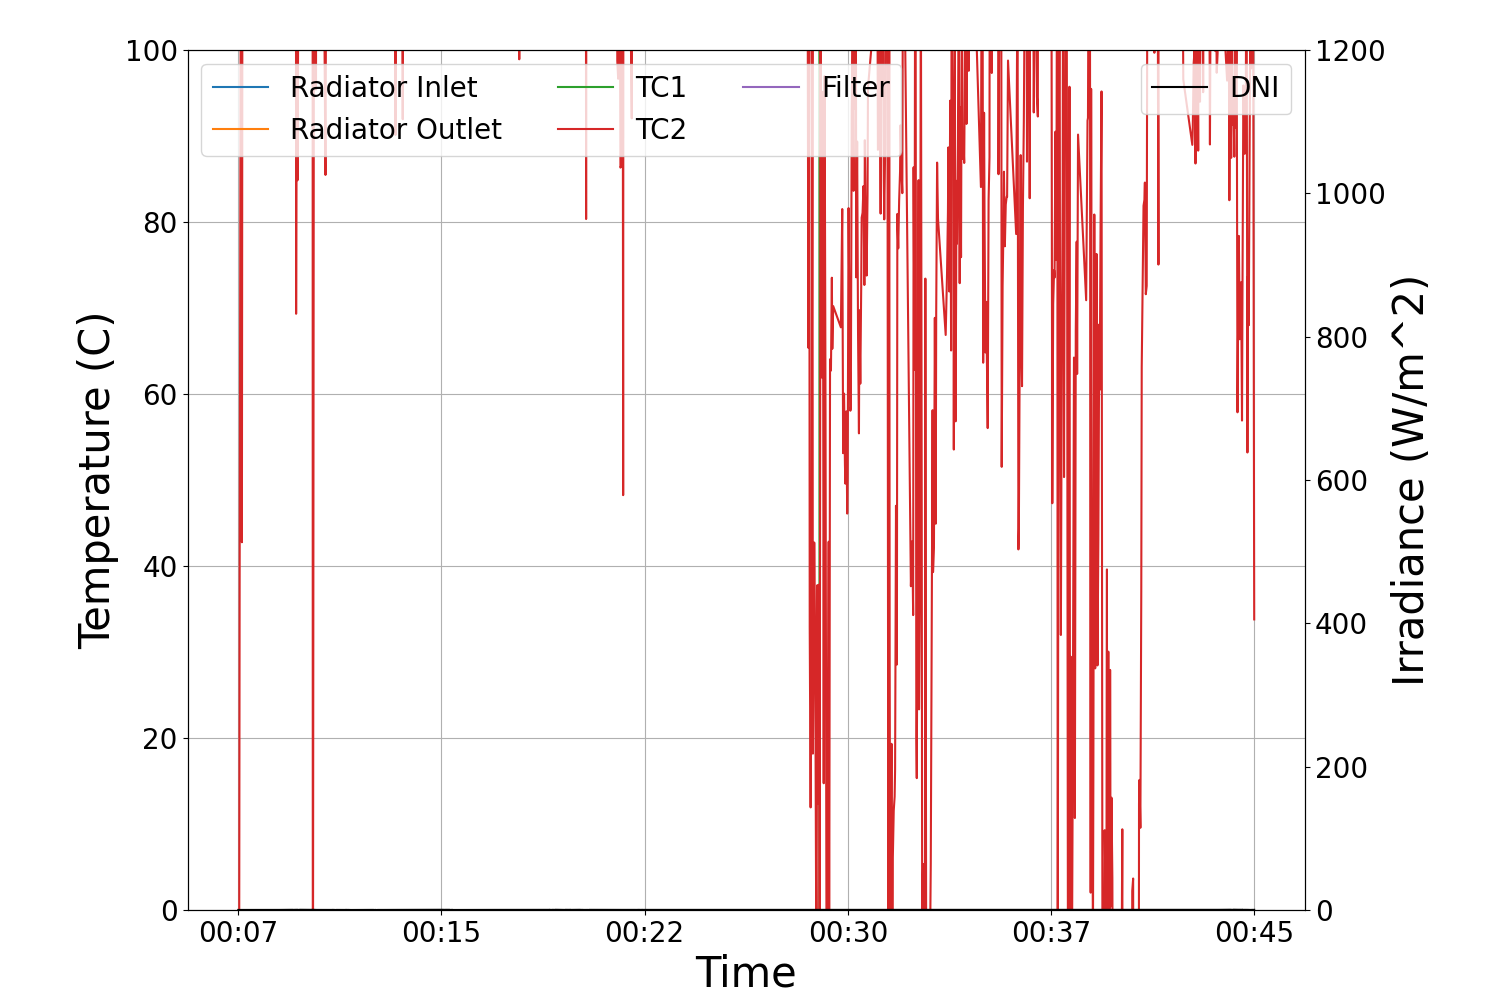 100
80
60
40
20
0
Temperature (C)
Radiator Inlet
Radiator Outlet
TC1
TC2
Filter
DNI
1200
1000
800
600
400
200
0
Irradiance (W/m^2)
00:07
00:15
00:22
00:30
00:37
00:45
Time